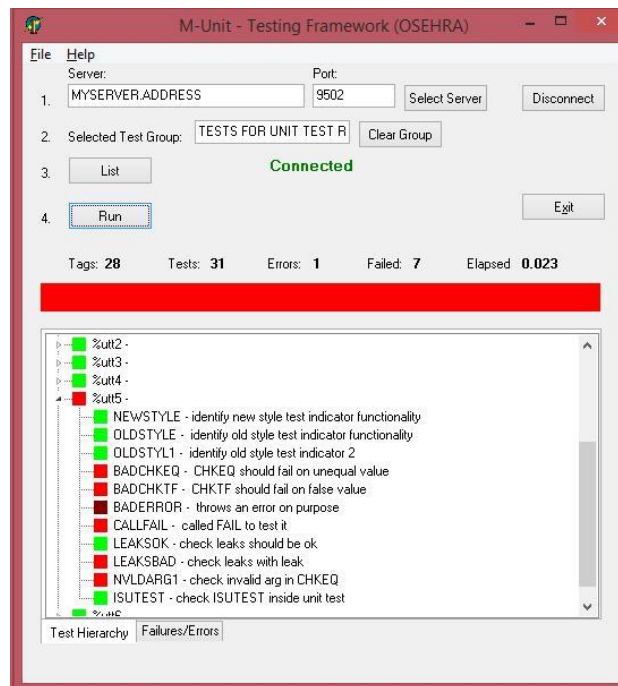 M-Unit - Testing Framework (OSEHRA)
File Help
Server: Port:
1. MYSERVER.ADDRESS 9502 Select Server Disconnect
2. Selected Test Group: TESTS FOR UNIT TEST R Clear Group
3. List Connected
4. Run Exit
Tags: 28 Tests: 31 Errors: 1 Failed: 7 Elapsed 0.023
%utt2 -
%utt3 -
%utt4 -
%utt5 -
NEWSTYLE - identify new style test indicator functionality
OLDSTYLE - identify old style test indicator functionality
OLDSTYL1 - identify old style test indicator 2
BADCHKEQ - CHKEQ should fail on unequal value
BADCHKTF - CHKTF should fail on false value
BADERROR - throws an error on purpose
CALLFAIL - called FAIL to test it
LEAKSOK - check leaks should be ok
LEAKSBAD - check leaks with leak
NVLDARG1 - check invalid arg in CHKEQ
ISUTEST - check ISUTEST inside unit test
Test Hierarchy Failures/Errors